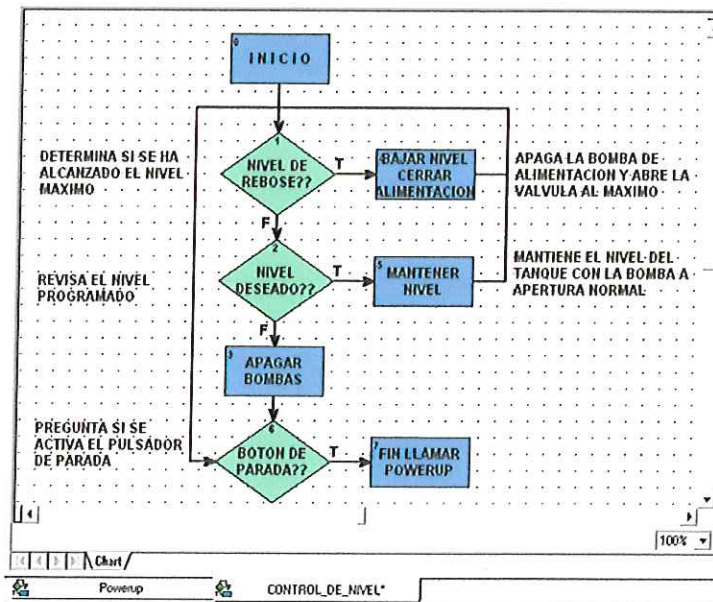 0
INICIO
1
DETERMINA SI SE HA
ALCANZADO EL NIVEL
MAXIMO
NIVEL DE
REBOSE??
T
4
BAJAR NIVEL
CERRAR
ALIMENTACION
APAGA LA BOMBA DE
ALIMENTACION Y ABRE LA
VALVULA AL MAXIMO
F
2
REVISA EL NIVEL
PROGRAMADO
NIVEL
DESEADO??
T
5
MANTENER
NIVEL
MANTIENE EL NIVEL DEL
TANQUE CON LA BOMBA A
APERTURA NORMAL
F
3
APAGAR
BOMBAS
PREGUNTA SI SE
ACTIVA EL PULSADOR
DE PARADA
6
BOTON DE
PARADA??
T
7
FIN LLAMAR
POWERUP
100%
Chart
Powerup
CONTROL_DE_NIVEL*